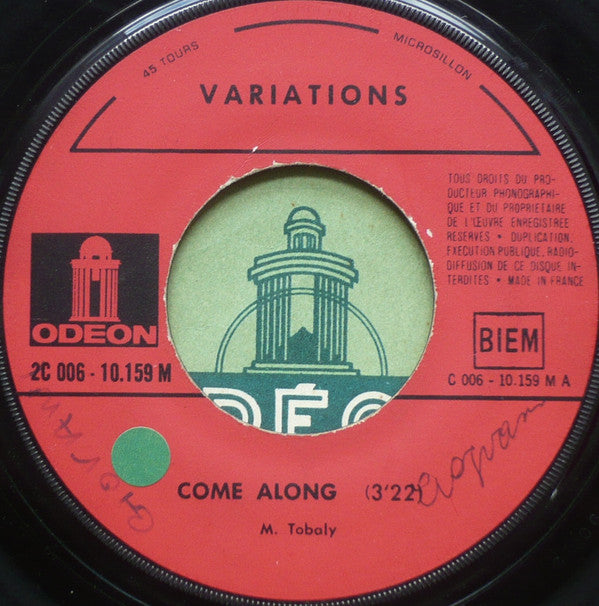 45 TOURS
MICROSILLON
VARIATIONS
TOUS DROITS DU PRO-
DUCTEUR PHONOGRAPHI-
QUE ET DU PROPRIETAIRE
DE L'ŒUVRE ENREGISTREE
RESERVES • DUPLICATION,
EXECUTION PUBLIQUE, RADIO-
DIFFUSION DE CE DISQUE IN-
TERDITES • MADE IN FRANCE
ODEON
2C 006 - 10.159 M
BIEM
C 006 - 10.159 M A
DÉO
COME ALONG (3'22)
M. Tobaly